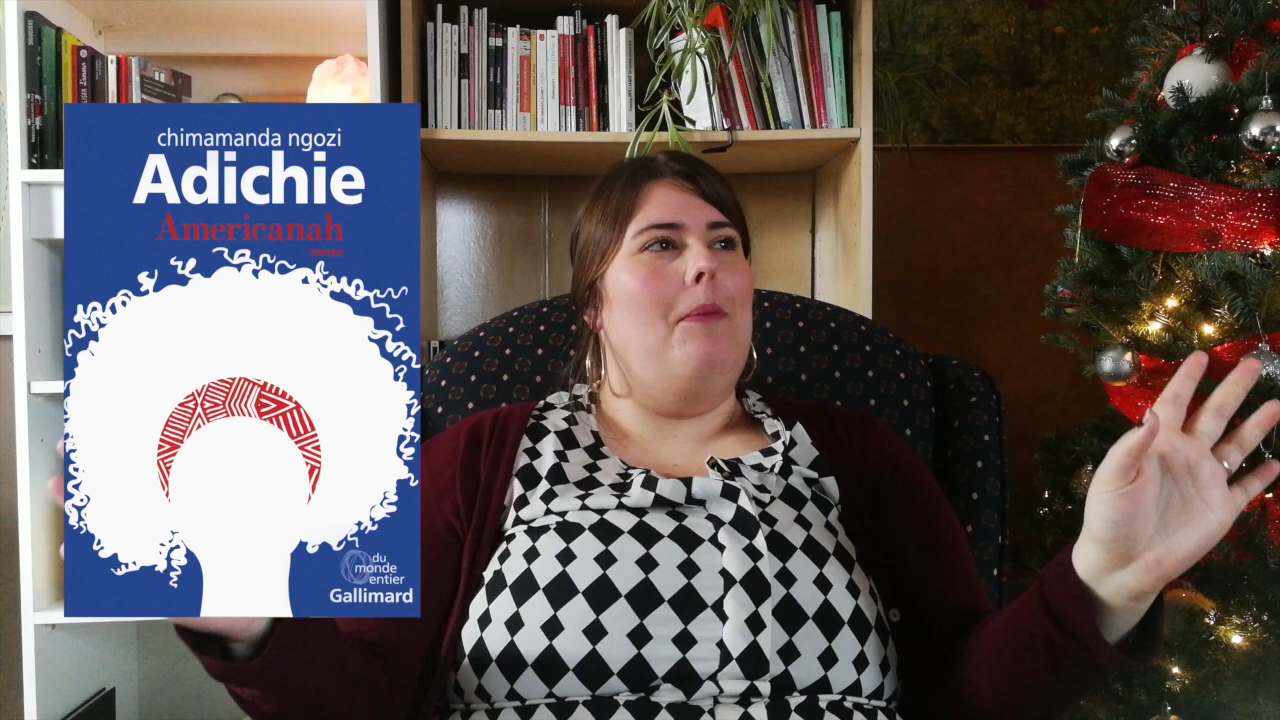 chimamanda ngozi
Adichie
Americanah
roman
du
monde
entier
Gallimard